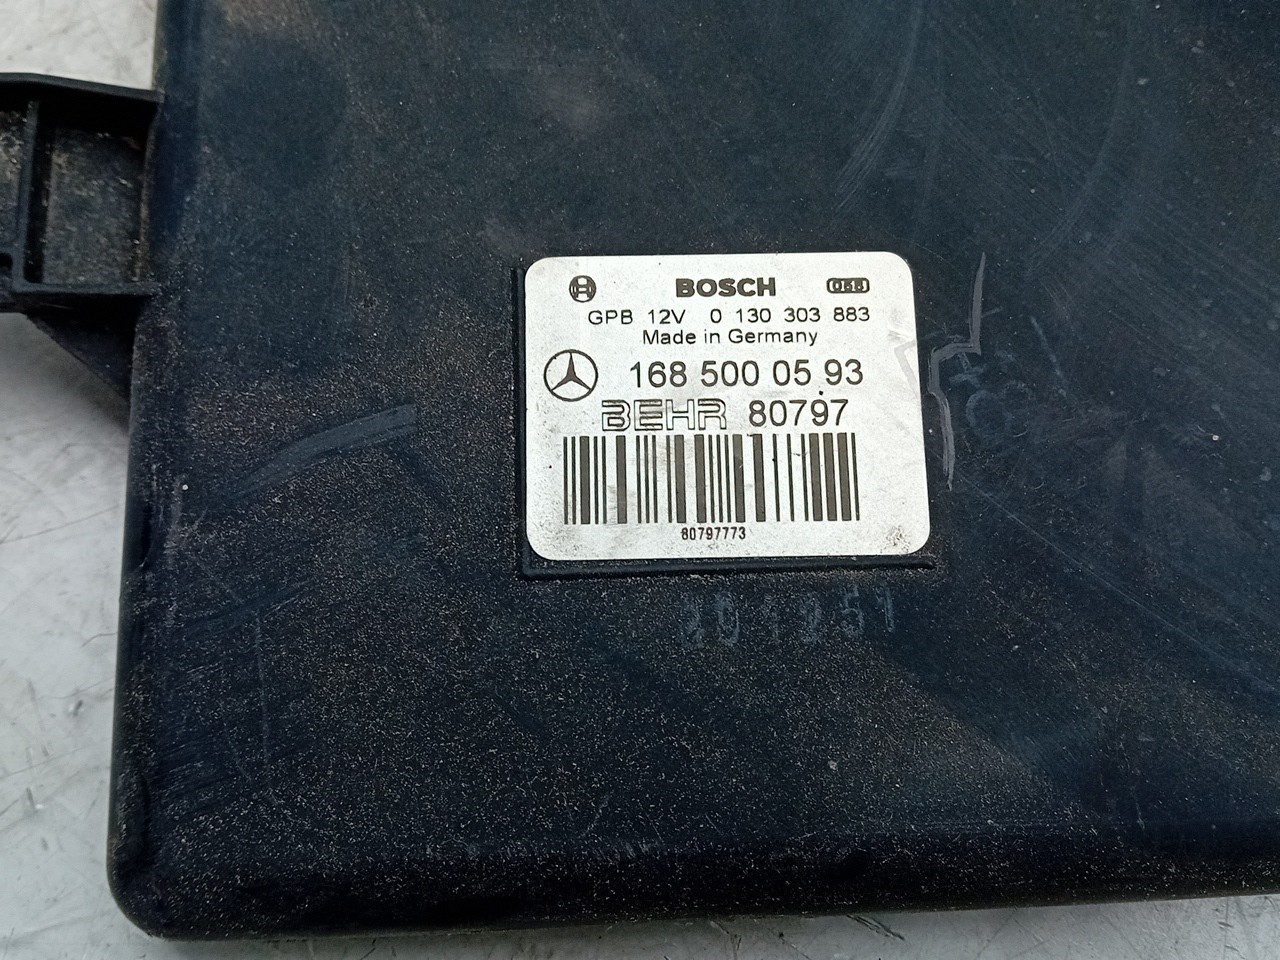 BOSCH
GPB 12V 0 130 303 883
Made in Germany
168 500 05 93
BEHR 80797
80797773